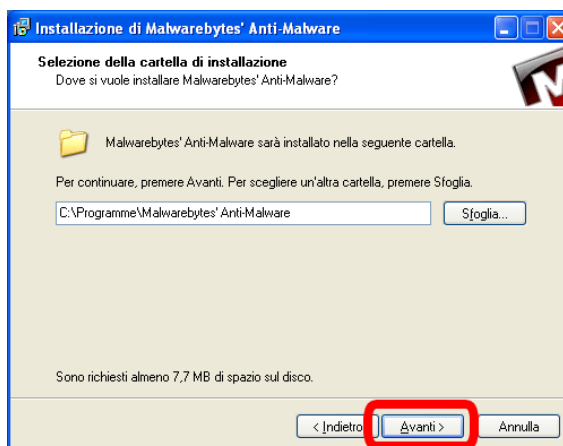 Installazione di Malwarebytes' Anti-Malware
Selezione della cartella di installazione
Dove si vuole installare Malwarebytes' Anti-Malware?
Malwarebytes' Anti-Malware sarà installato nella seguente cartella.
Per continuare, premere Avanti. Per scegliere un'altra cartella, premere Sfoglia.
C:\Programme\Malwarebytes' Anti-Malware
Sfoglia...
Sono richiesti almeno 7,7 MB di spazio sul disco.
< Indietro
Avanti >
Annulla